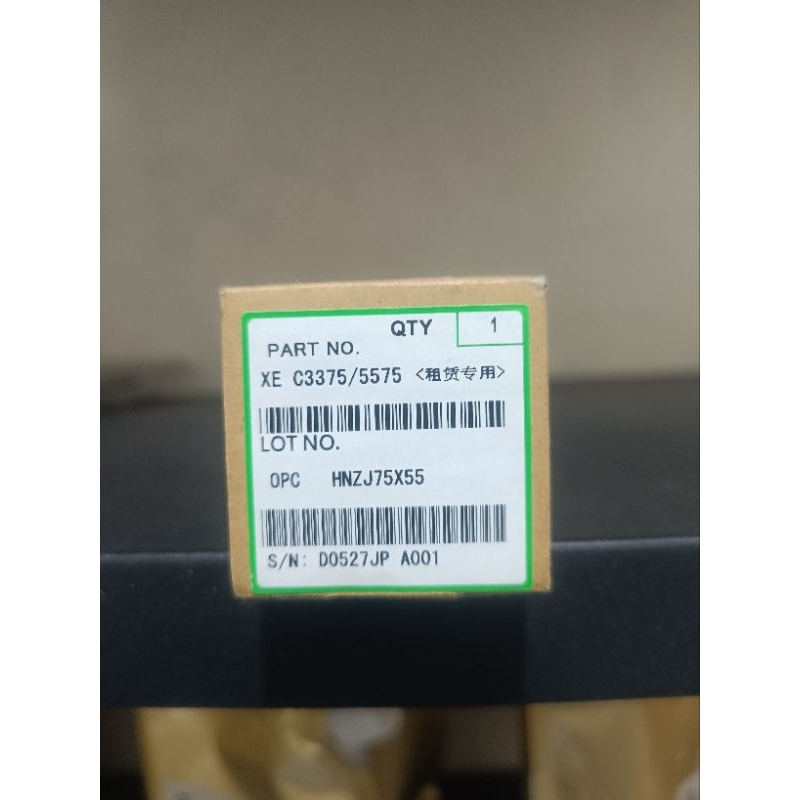 QTY 1
PART NO.
XE C3375/5575 <租赁专用>
LOT NO.
OPC HNZJ75X55
S/N: D0527JP A001